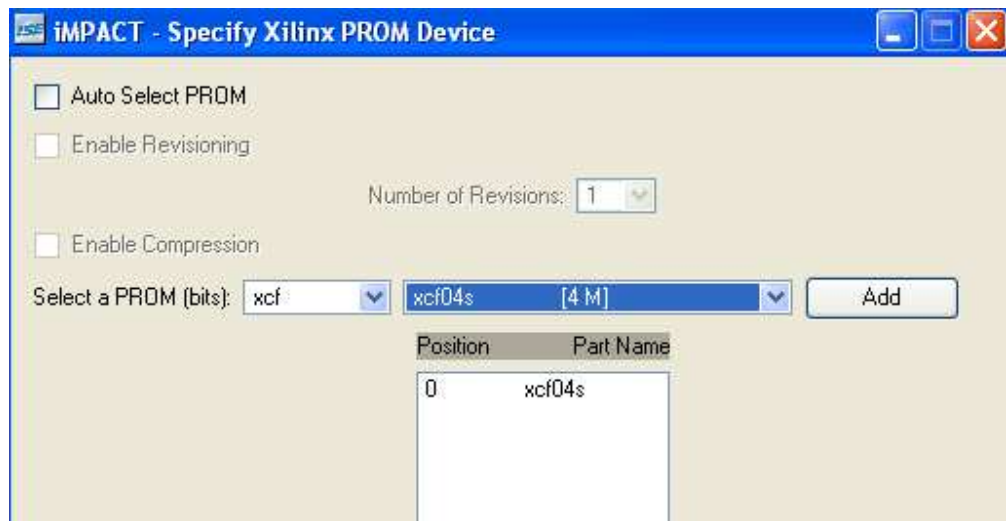 ISE iMPACT - Specify Xilinx PROM Device
Auto Select PROM
Enable Revisioning
Number of Revisions: 1
Enable Compression
Select a PROM (bits): xcf xcf04s [4 M] Add
Position Part Name
0 xcf04s